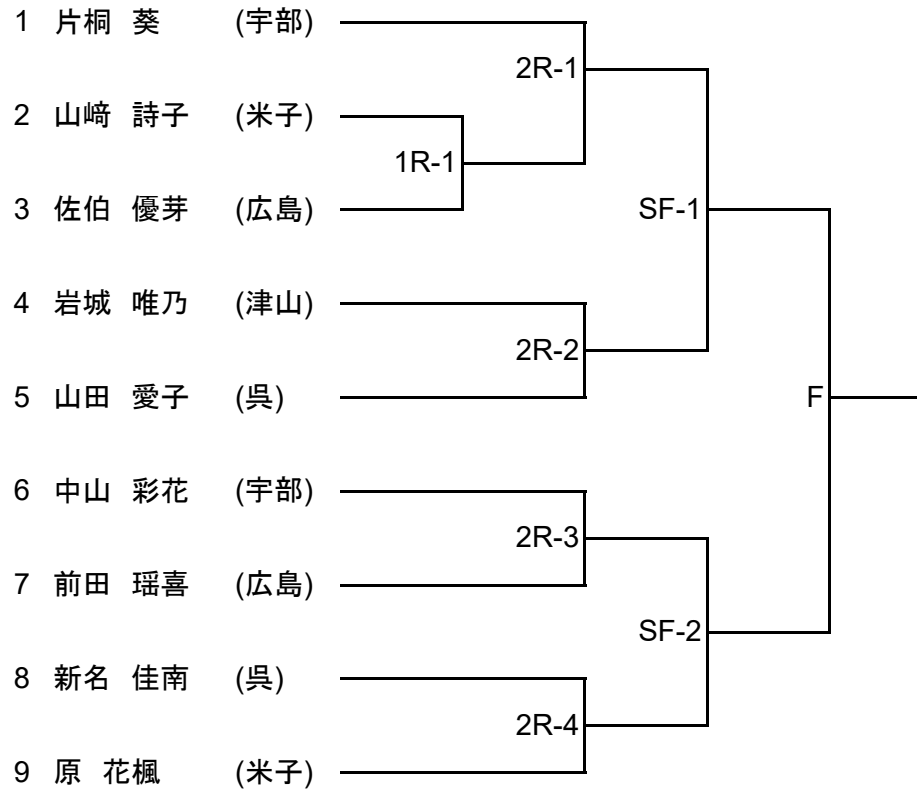 1 片桐 葵 (宇部)
2R-1
2 山﨑 詩子 (米子)
1R-1
3 佐伯 優芽 (広島)
SF-1
4 岩城 唯乃 (津山)
2R-2
5 山田 愛子 (呉)
F
6 中山 彩花 (宇部)
2R-3
7 前田 瑶喜 (広島)
SF-2
8 新名 佳南 (呉)
2R-4
9 原 花楓 (米子)